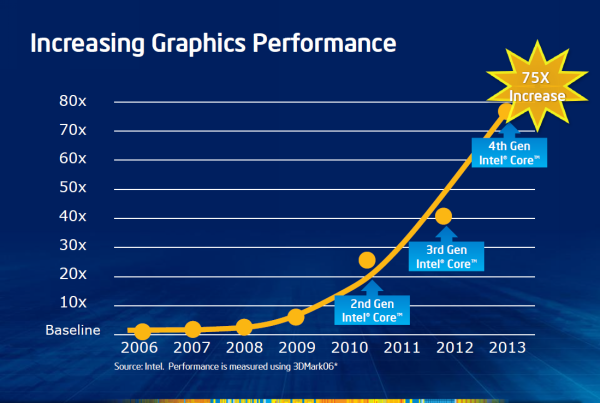 Increasing Graphics Performance
75X
Increase
80x
70x
60x
50x
40x
30x
20x
10x
Baseline
4th Gen
Intel® Core™
3rd Gen
Intel® Core™
2nd Gen
Intel® Core™
2006 2007 2008 2009 2010 2011 2012 2013
Source: Intel. Performance is measured using 3DMark06*